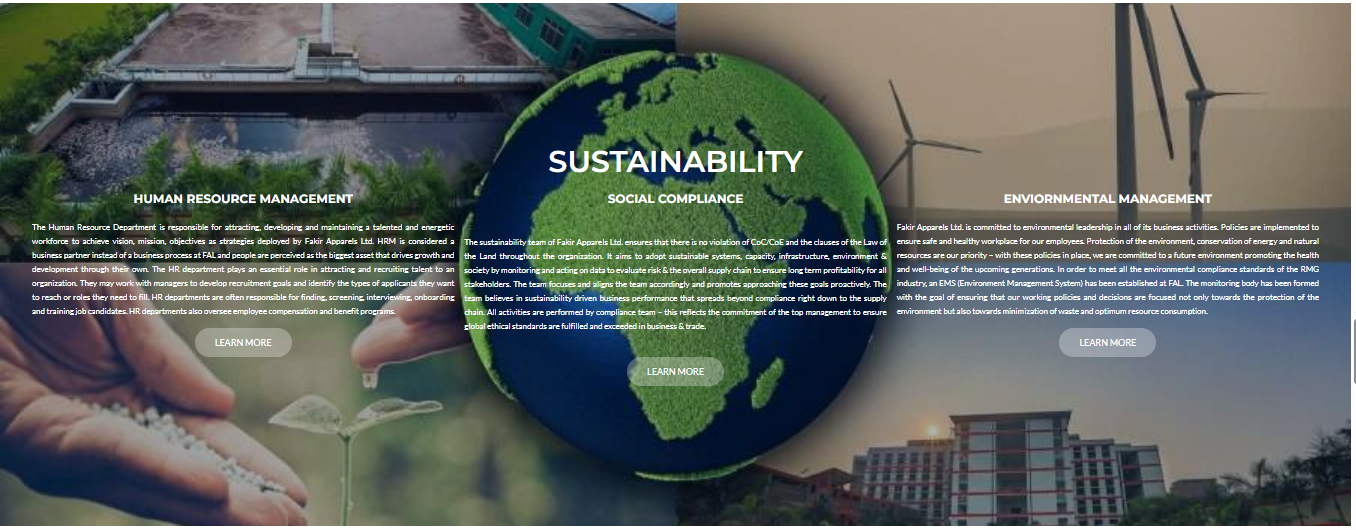 SUSTAINABILITY
HUMAN RESOURCE MANAGEMENT
The Human Resource Department is responsible for attracting, developing and maintaining a talented and energetic
workforce to achieve vision, mission, objectives as strategies deployed by Fakir Apparels Ltd. HRM is considered a
business partner instead of a business process at FAL and people are perceived as the biggest asset that drives growth and
development through their own. The HR department plays an essential role in attracting and recruiting talent to an
organization. They may work with managers to develop recruitment goals and identify the types of applicants they want
to reach or roles they need to fill. HR departments are often responsible for finding, screening, interviewing, onboarding
and training job candidates. HR departments also oversee employee compensation and benefit programs.
LEARN MORE
SOCIAL COMPLIANCE
The sustainability team of Fakir Apparels Ltd. ensures that there is no violation of CoC/CoE and the clauses of the Law of
the Land throughout the organization. It aims to adopt sustainable systems, capacity, infrastructure, environment &
society by monitoring and acting on data to evaluate risk & the overall supply chain to ensure long term profitability for all
stakeholders. The team focuses and aligns the team accordingly and promotes approaching these goals proactively. The
team believes in sustainability driven business performance that spreads beyond compliance right down to the supply
chain. All activities are performed by compliance team – this reflects the commitment of the top management to ensure
global ethical standards are fulfilled and exceeded in business & trade.
LEARN MORE
ENVIORNMENTAL MANAGEMENT
Fakir Apparels Ltd. is committed to environmental leadership in all of its business activities. Policies are implemented to
ensure safe and healthy workplace for our employees. Protection of the environment, conservation of energy and natural
resources are our priority – with these policies in place, we are committed to a future environment promoting the health
and well-being of the upcoming generations. In order to meet all the environmental compliance standards of the RMG
industry, an EMS (Environment Management System) has been established at FAL. The monitoring body has been formed
with the goal of ensuring that our working policies and decisions are focused not only towards the protection of the
environment but also towards minimization of waste and optimum resource consumption.
LEARN MORE